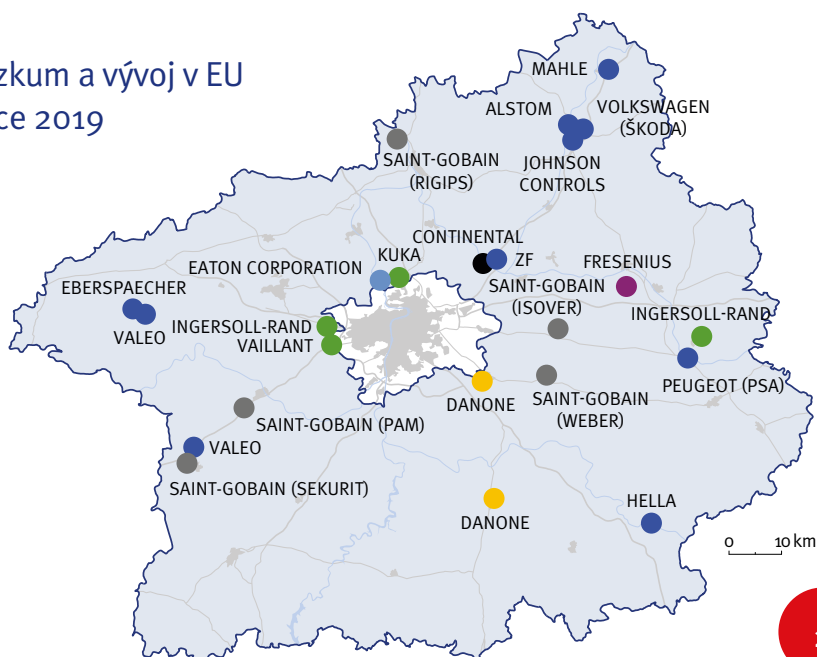 zkum a vývoj v EU
ce 2019
MAHLE
ALSTOM
VOLKSWAGEN
(ŠKODA)
SAINT-GOBAIN
(RIGIPS)
JOHNSON
CONTROLS
CONTINENTAL
KUKA
ZF
FRESENIUS
EATON CORPORATION
SAINT-GOBAIN
(ISOVER)
EBERSPAECHER
INGERSOLL-RAND
INGERSOLL-RAND
VALEO
VAILLANT
PEUGEOT (PSA)
DANONE
SAINT-GOBAIN
(WEBER)
SAINT-GOBAIN (PAM)
VALEO
SAINT-GOBAIN (SEKURIT)
HELLA
DANONE
0 10 km